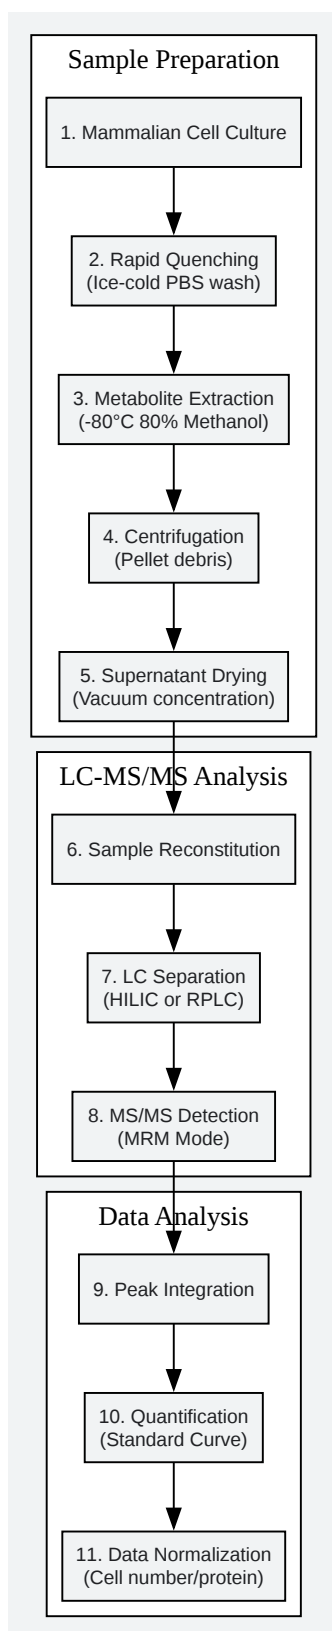 Sample Preparation
1. Mammalian Cell Culture
2. Rapid Quenching
(Ice-cold PBS wash)
3. Metabolite Extraction
(-80°C 80% Methanol)
4. Centrifugation
(Pellet debris)
5. Supernatant Drying
(Vacuum concentration)
LC-MS/MS Analysis
6. Sample Reconstitution
7. LC Separation
(HILIC or RPLC)
8. MS/MS Detection
(MRM Mode)
Data Analysis
9. Peak Integration
10. Quantification
(Standard Curve)
11. Data Normalization
(Cell number/protein)